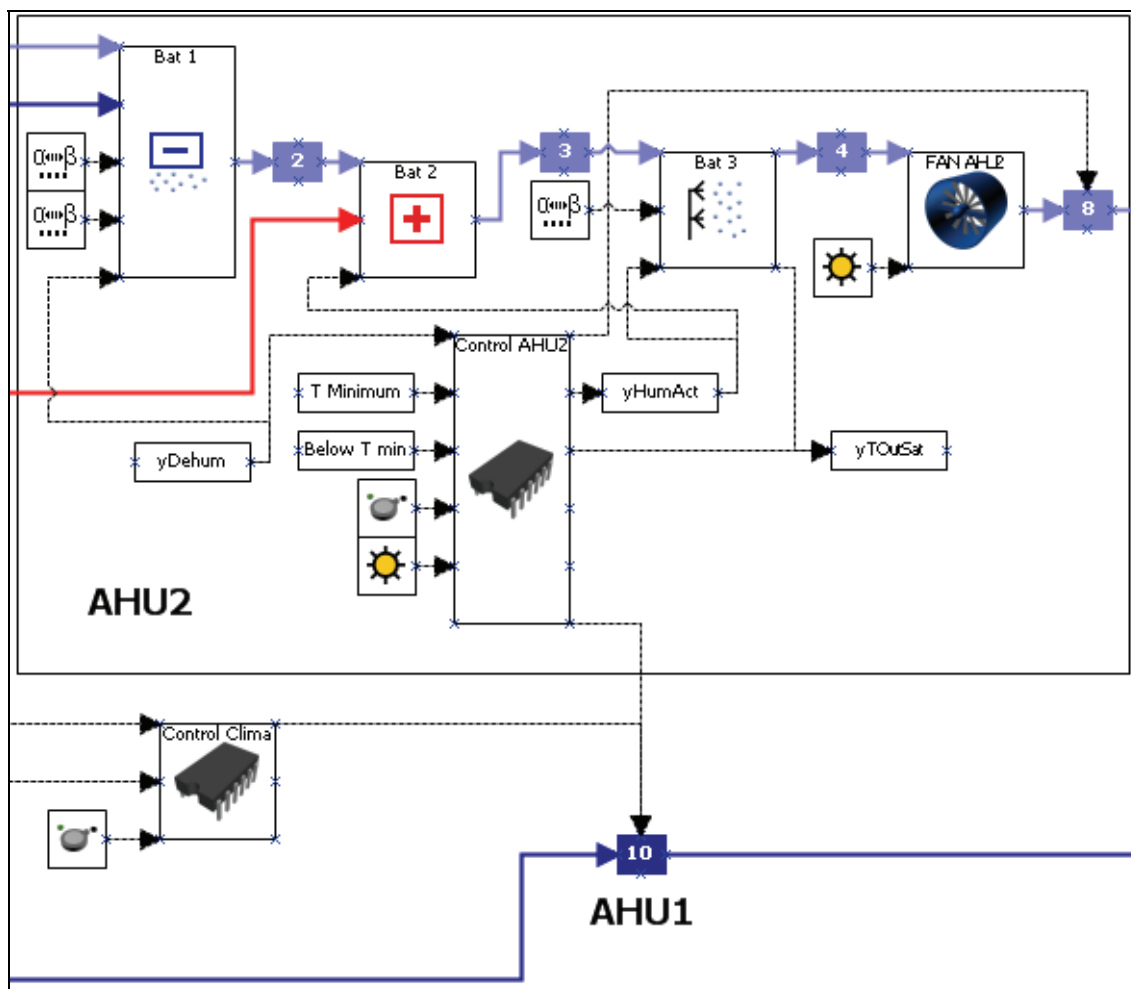 Bat 1
α β
α β
2
Bat 2
3
α β
Bat 3
4
FAN AHU2
8
Control AHU2
T Minimum
yHumAct
Below T min
yDehum
yTOutSat
AHU2
Control Clima
10
AHU1